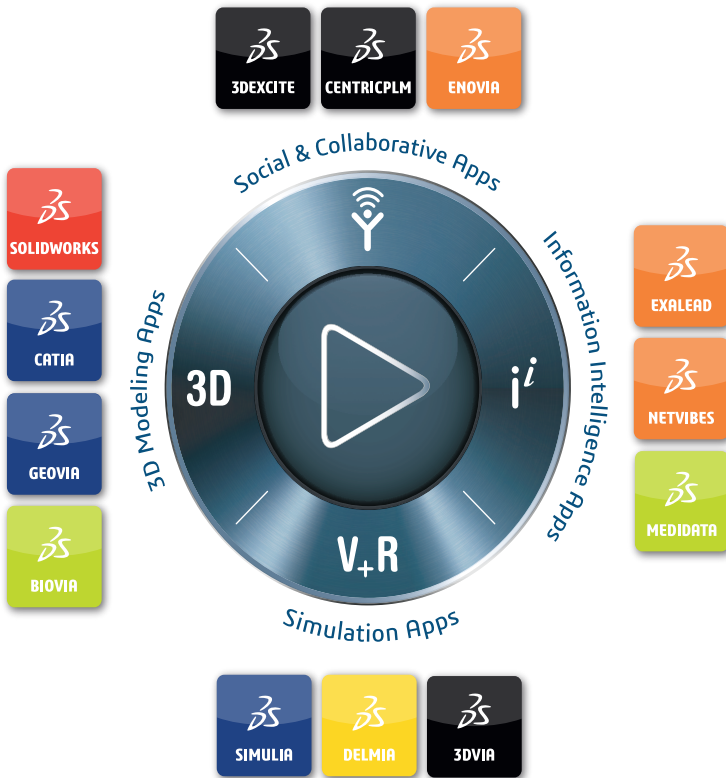 3DEXCITE
CENTRICPLM
ENOVIA
Social & Collaborative Apps
SOLIDWORKS
CATIA
GEOVIA
BIOVIA
3D Modeling Apps
3D
i i
Information Intelligence Apps
EXALEAD
NETVIBES
MEDIDATA
V+R
Simulation Apps
SIMULIA
DELMIA
3DVIA